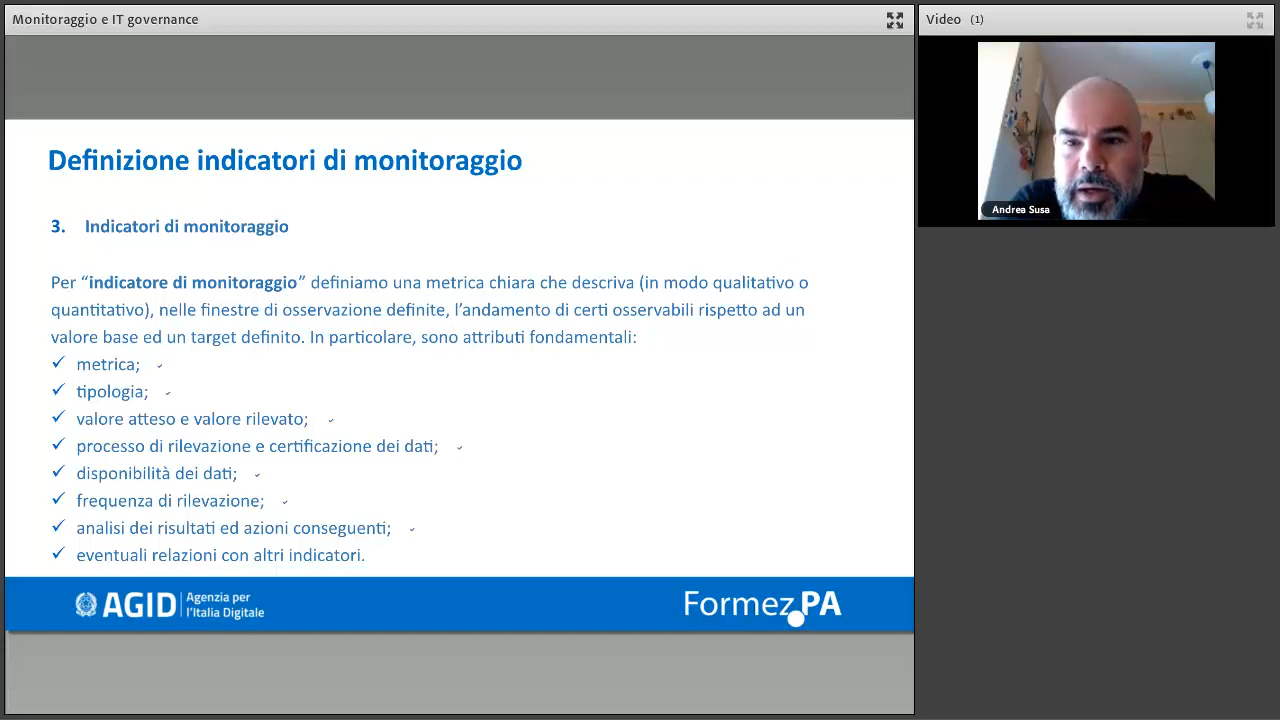 Monitoraggio e IT governance
Video (1)
Andrea Susa
Definizione indicatori di monitoraggio
3. Indicatori di monitoraggio
Per “indicatore di monitoraggio” definiamo una metrica chiara che descriva (in modo qualitativo o
quantitativo), nelle finestre di osservazione definite, l’andamento di certi osservabili rispetto ad un
valore base ed un target definito. In particolare, sono attributi fondamentali:
✓ metrica;
✓ tipologia;
✓ valore atteso e valore rilevato;
✓ processo di rilevazione e certificazione dei dati;
✓ disponibilità dei dati;
✓ frequenza di rilevazione;
✓ analisi dei risultati ed azioni conseguenti;
✓ eventuali relazioni con altri indicatori.
AGID Agenzia per
l’Italia Digitale
Formez PA